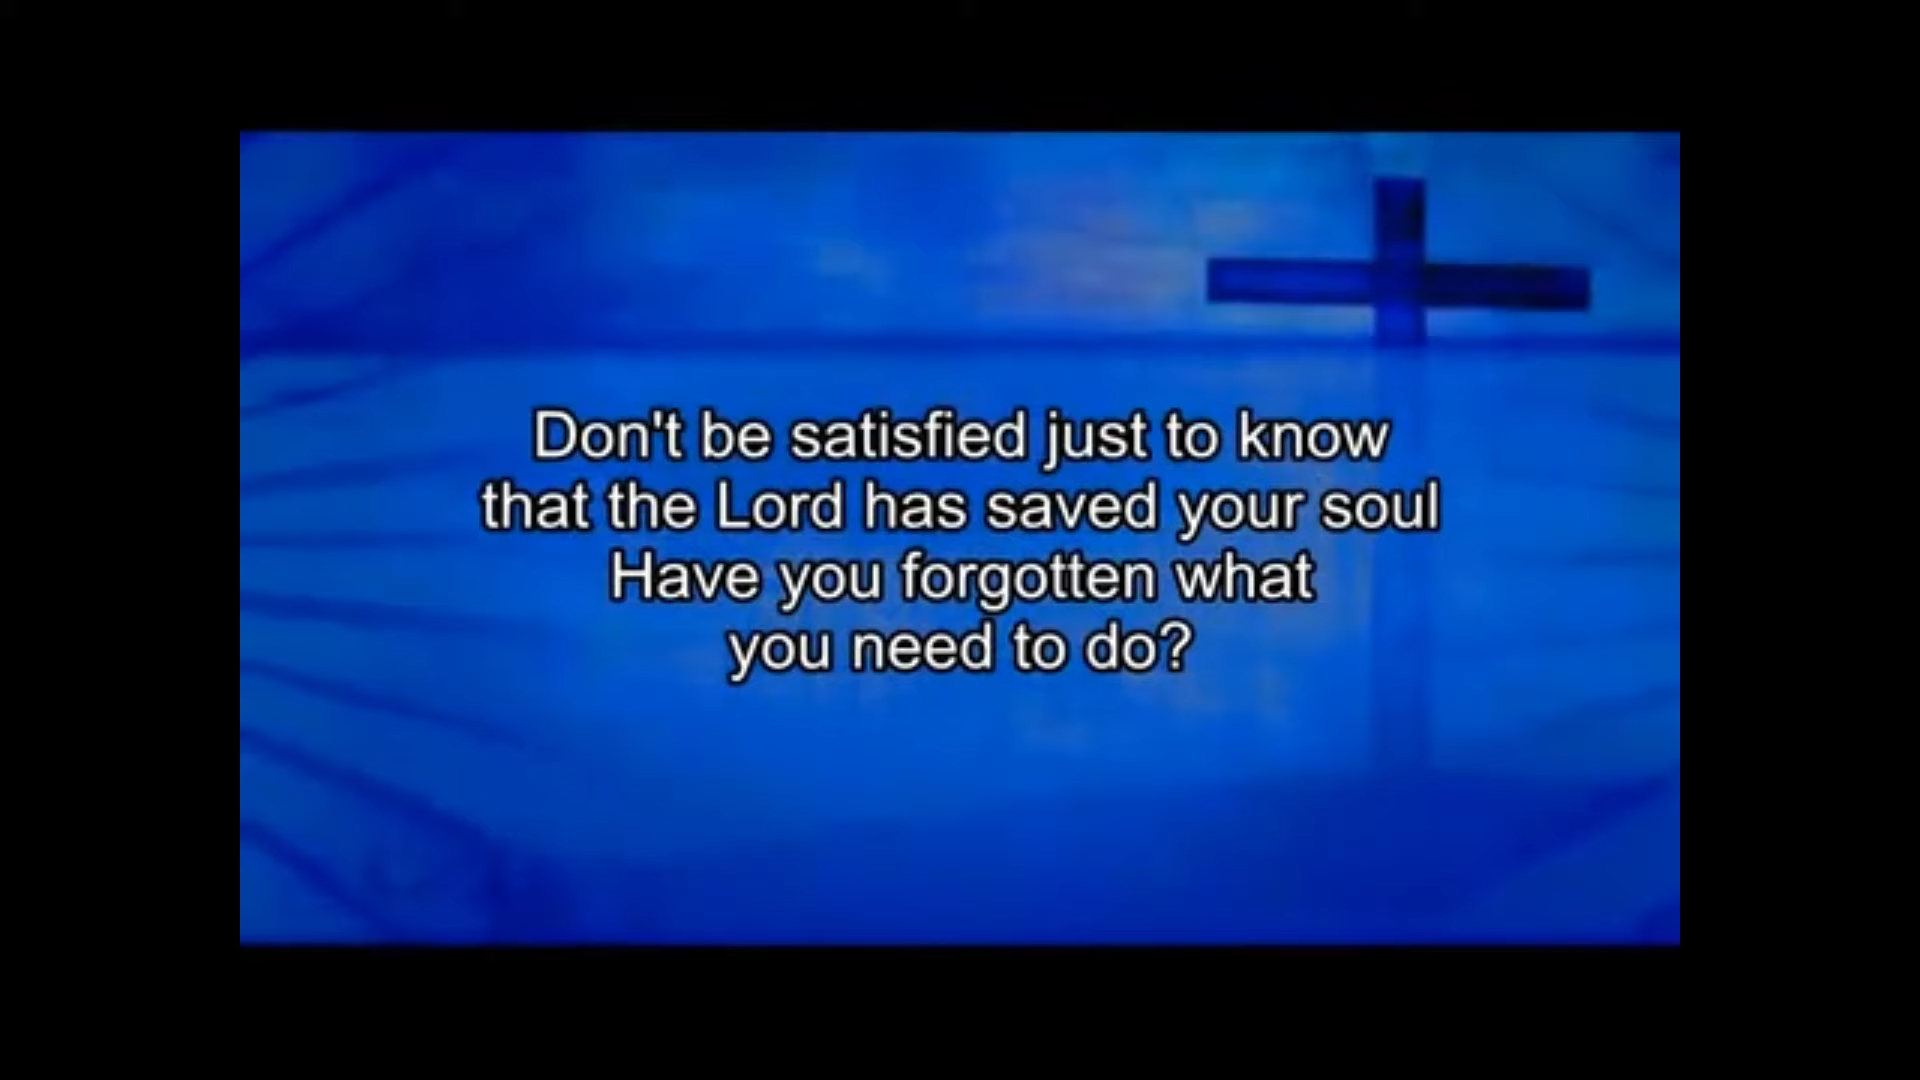 Don't be satisfied just to know
that the Lord has saved your soul
Have you forgotten what
you need to do?